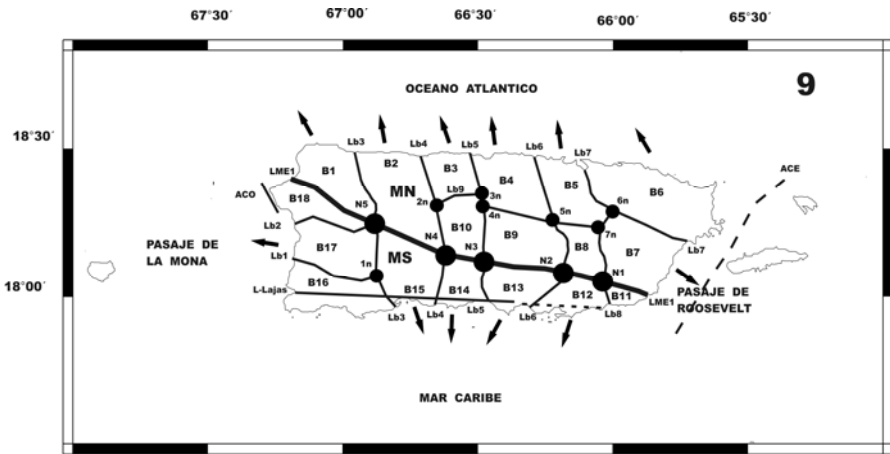 67°30' 67°00' 66°30' 66°00' 65°30'
OCEANO ATLANTICO
9
18°30'
Lb3 Lb4 Lb5 Lb6 Lb7
B1 B2 B3 B4 B5 B6
LME1
ACE
ACO
B18
MN
Lb9
2n 3n 4n 5n 6n 7n
N5
Lb2
B10 B9 B8 B7
Lb7
PASAJE DE
LA MONA
B17
MS
N4 N3 N2 N1
Lb1
1n
B16
L-Lajas
B15 B14 B13 B12 B11
LME1
PASAJE DE
ROOSEVELT
18°00'
Lb3 Lb4 Lb5 Lb6 Lb8
MAR CARIBE